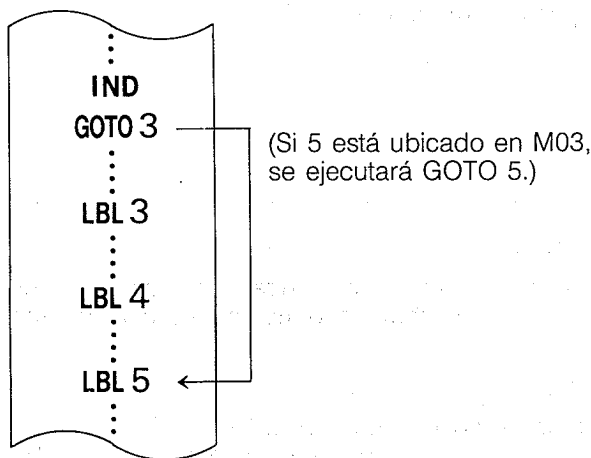 IND
GOTO 3
(Si 5 está ubicado en M03,
se ejecutará GOTO 5.)
LBL 3
LBL 4
LBL 5